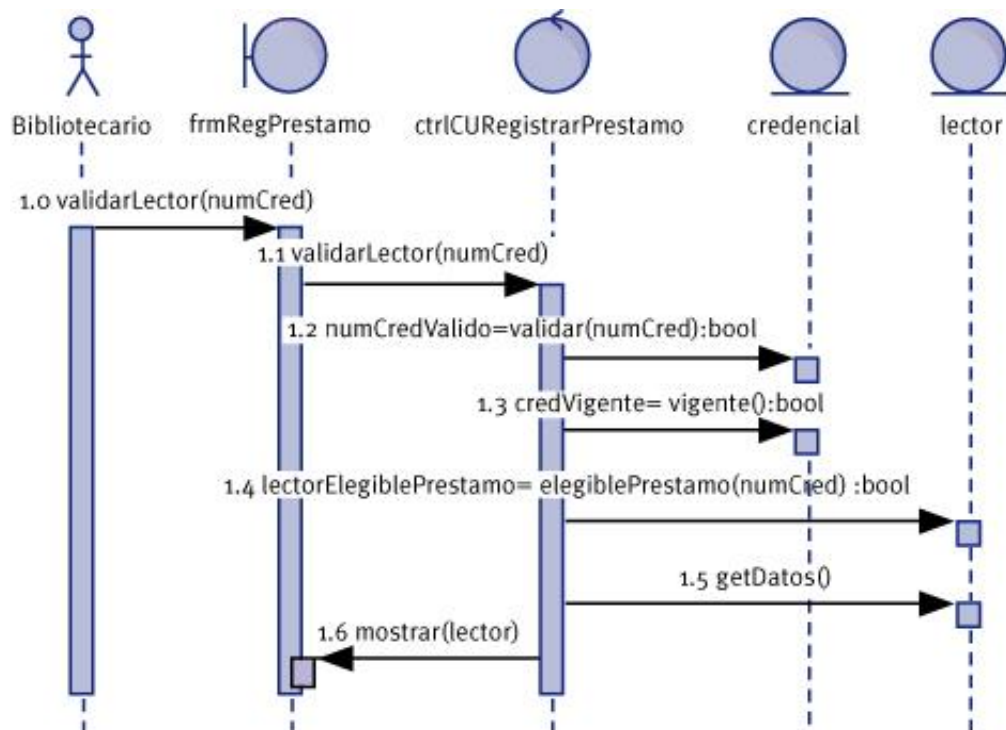 Bibliotecario
frmRegPrestamo
ctrlCURegistrarPrestamo
credencial
lector
1.0 validarLector(numCred)
1.1 validarLector(numCred)
1.2 numCredValido=validar(numCred):bool
1.3 credVigente= vigente():bool
1.4 lectorElegiblePrestamo= elegiblePrestamo(numCred) :bool
1.5 getDatos()
1.6 mostrar(lector)